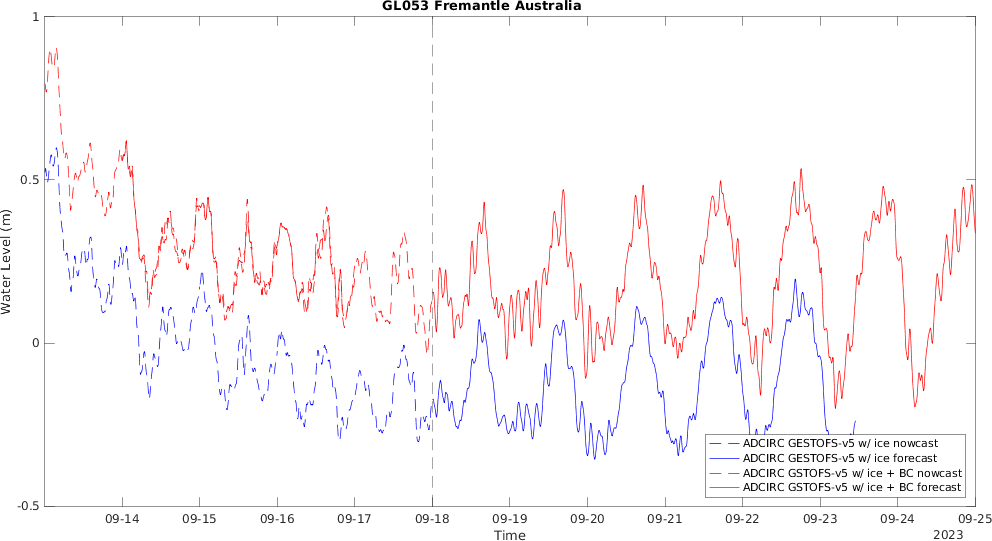 GL053 Fremantle Australia
1
0.5
0
-0.5
Water Level (m)
09-14 09-15 09-16 09-17 09-18 09-19 09-20 09-21 09-22 09-23 09-24 09-25
Time
2023
ADCIRC GESTOFS-v5 w/ ice nowcast
ADCIRC GESTOFS-v5 w/ ice forecast
ADCIRC GSTOFS-v5 w/ ice + BC nowcast
ADCIRC GSTOFS-v5 w/ ice + BC forecast